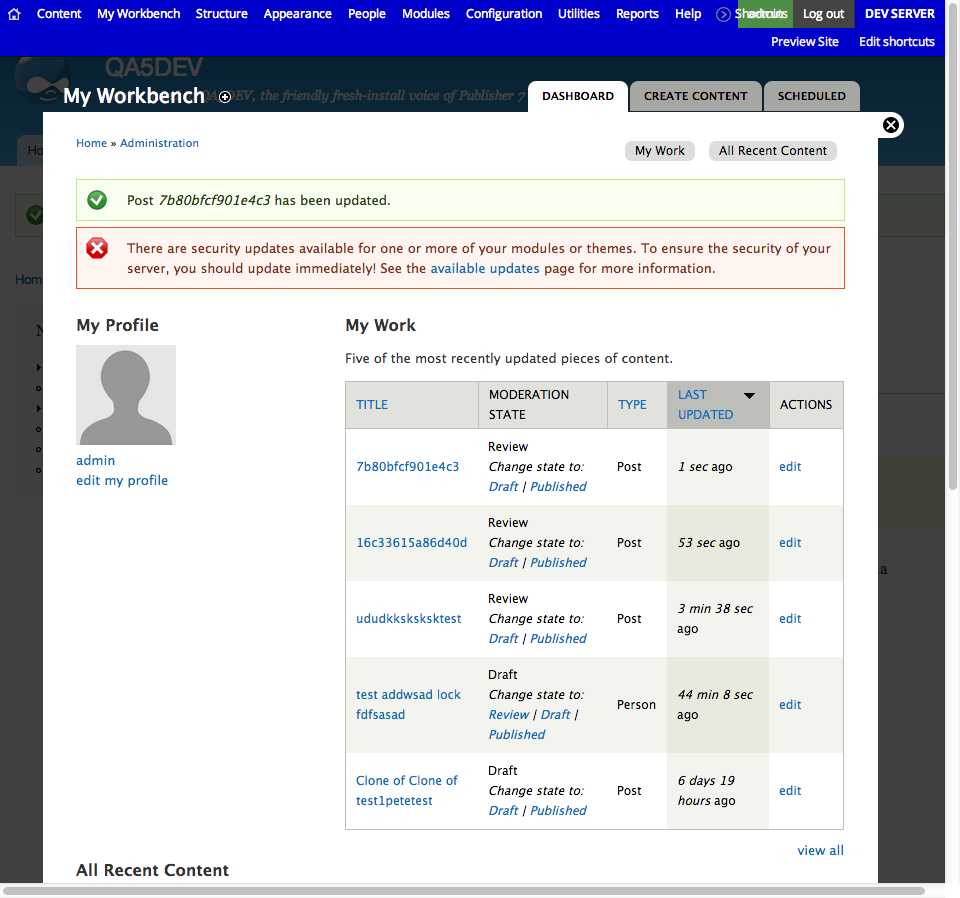 Content My Workbench Structure Appearance People Modules Configuration Utilities Reports Help Shortcuts admin Log out DEV SERVER
Preview Site Edit shortcuts
QA5DEV
My Workbench
QA5DEV, the friendly fresh-install voice of Publisher 7
DASHBOARD CREATE CONTENT SCHEDULED
Home » Administration
My Work All Recent Content
Post 7b80bfcf901e4c3 has been updated.
There are security updates available for one or more of your modules or themes. To ensure the security of your
server, you should update immediately! See the available updates page for more information.
My Profile
admin
edit my profile
My Work
Five of the most recently updated pieces of content.
TITLE MODERATION STATE TYPE LAST UPDATED ACTIONS
7b80bfcf901e4c3 Review Post 1 sec ago edit
Change state to:
Draft | Published
16c33615a86d40d Review Post 53 sec ago edit
Change state to:
Draft | Published
ududkksksksktest Review Post 3 min 38 sec ago edit
Change state to:
Draft | Published
test addwsad lock fdfsasad Draft Person 44 min 8 sec ago edit
Change state to:
Review | Draft |
Published
Clone of Clone of test1petetest Draft Post 6 days 19 hours ago edit
Change state to:
Draft | Published
view all
All Recent Content